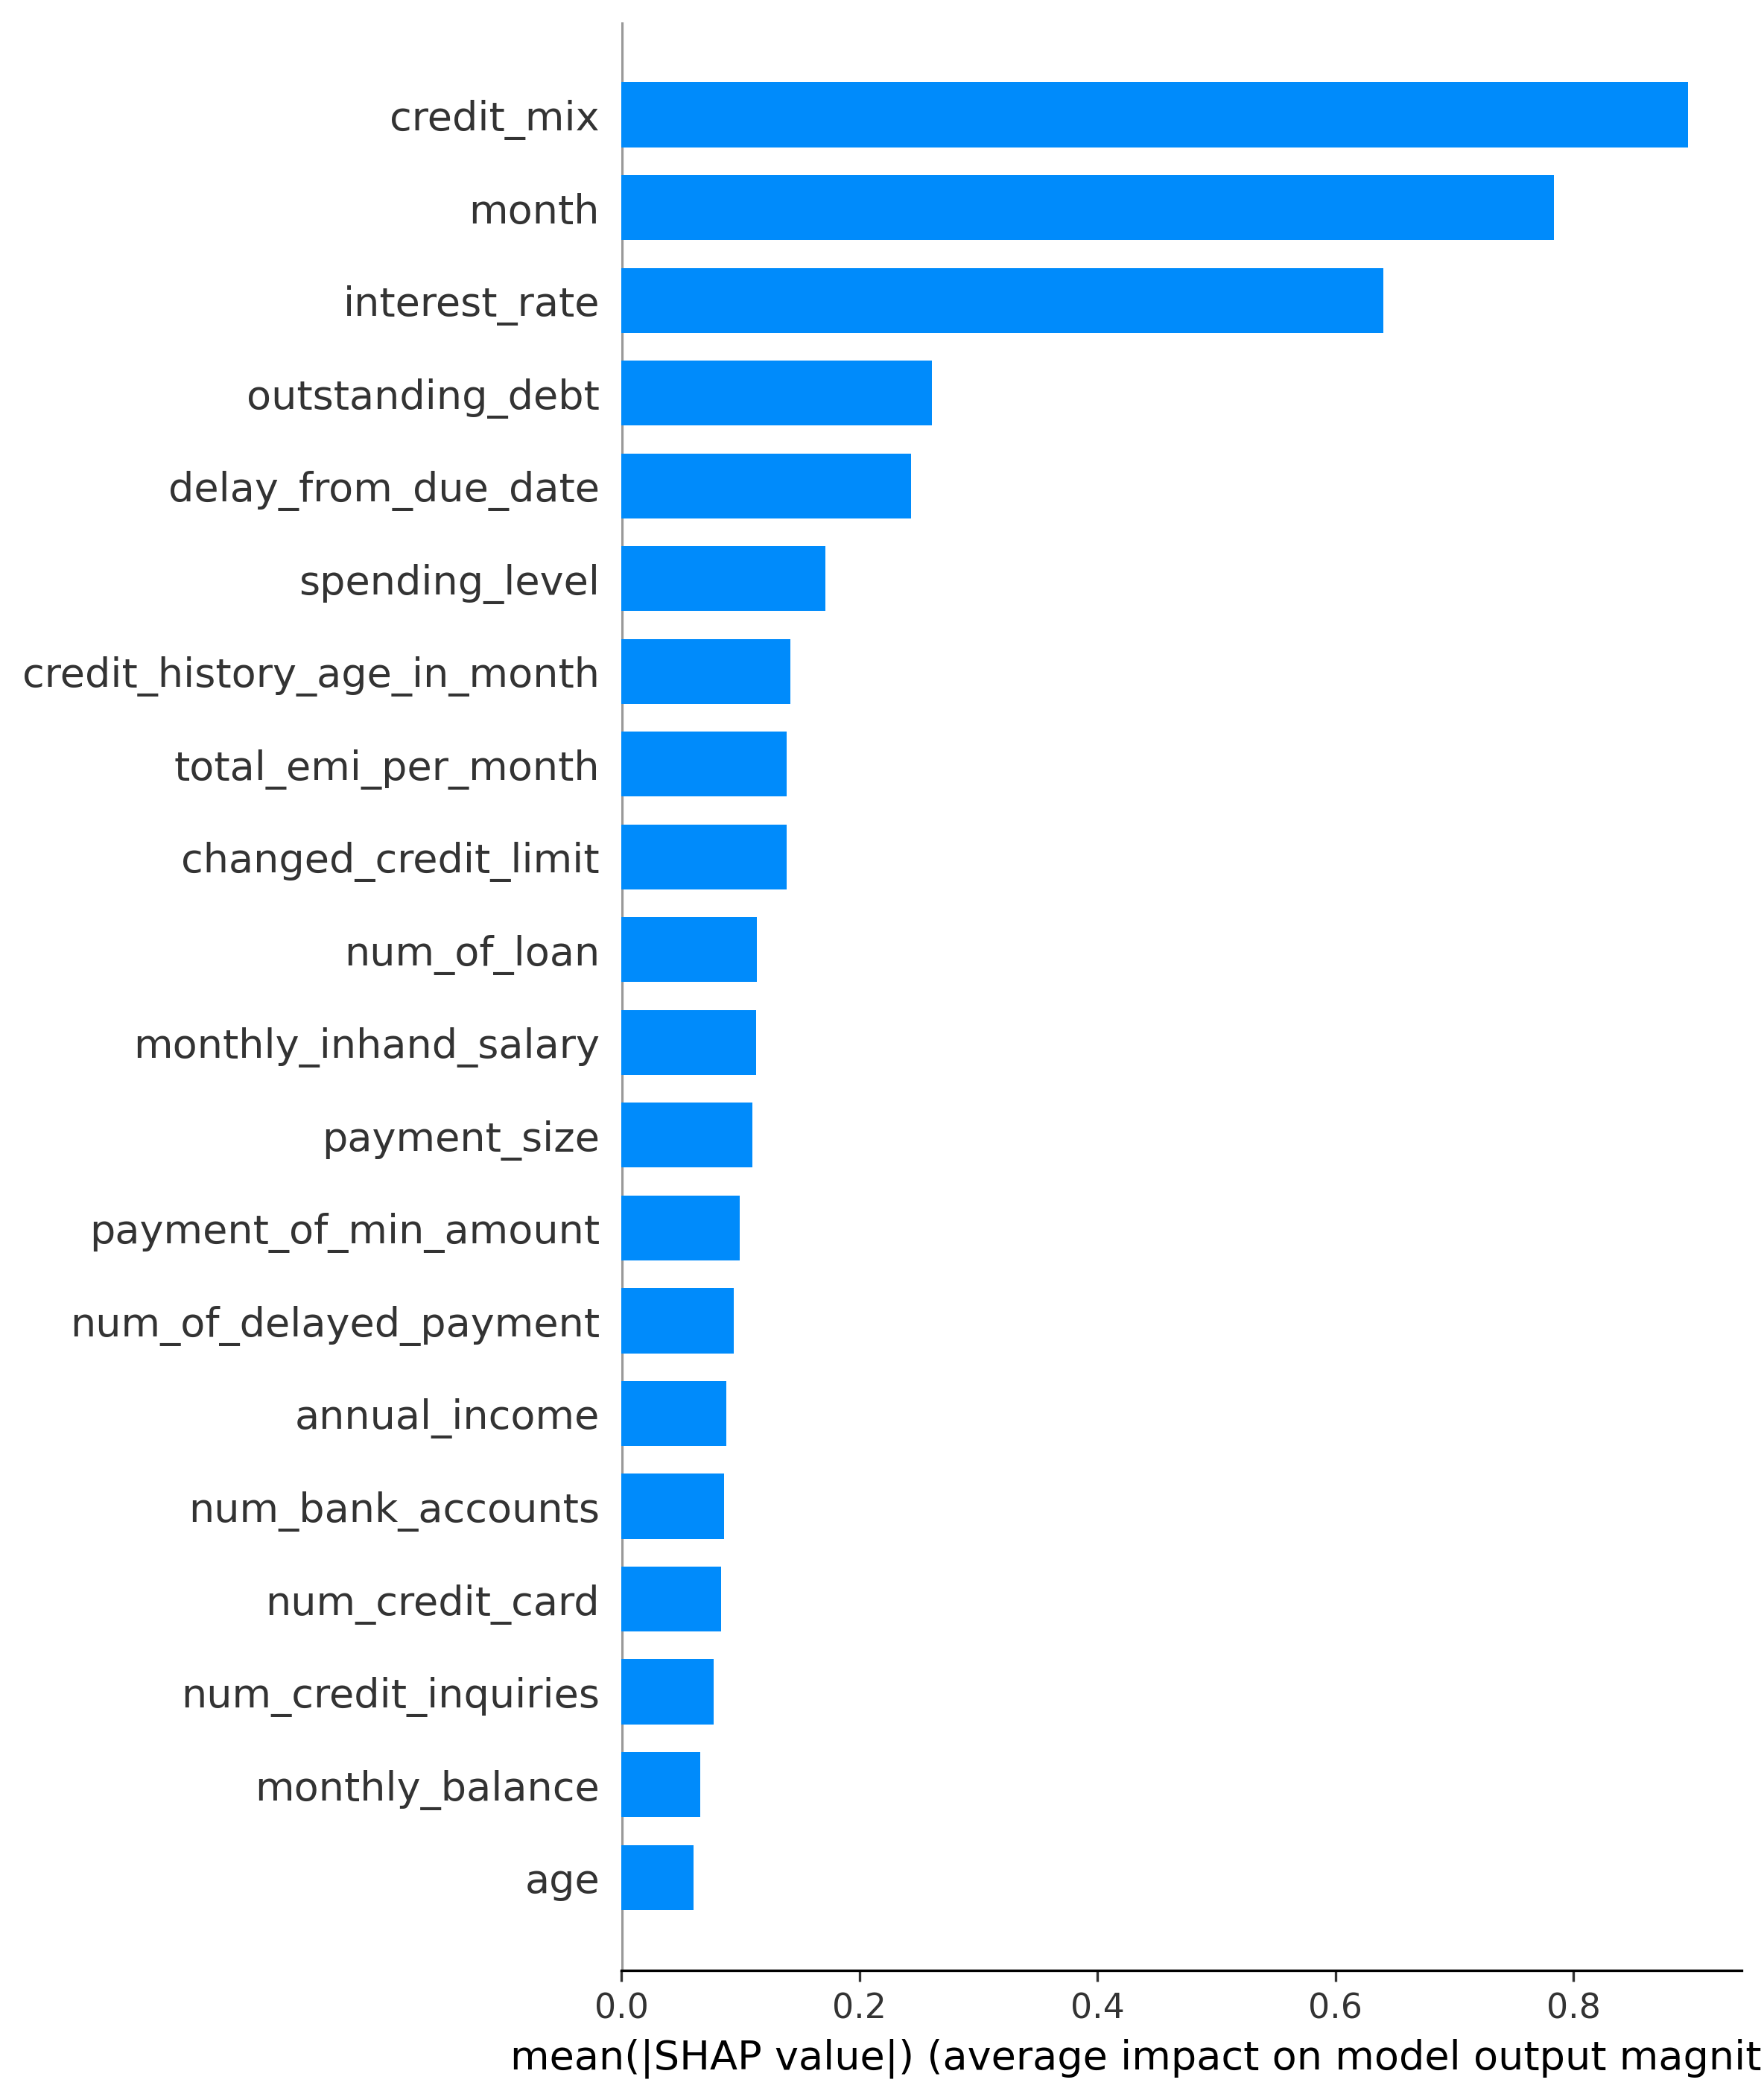 credit_mix
month
interest_rate
outstanding_debt
delay_from_due_date
spending_level
credit_history_age_in_month
total_emi_per_month
changed_credit_limit
num_of_loan
monthly_inhand_salary
payment_size
payment_of_min_amount
num_of_delayed_payment
annual_income
num_bank_accounts
num_credit_card
num_credit_inquiries
monthly_balance
age
0.0 0.2 0.4 0.6 0.8
mean(|SHAP value|) (average impact on model output magnit